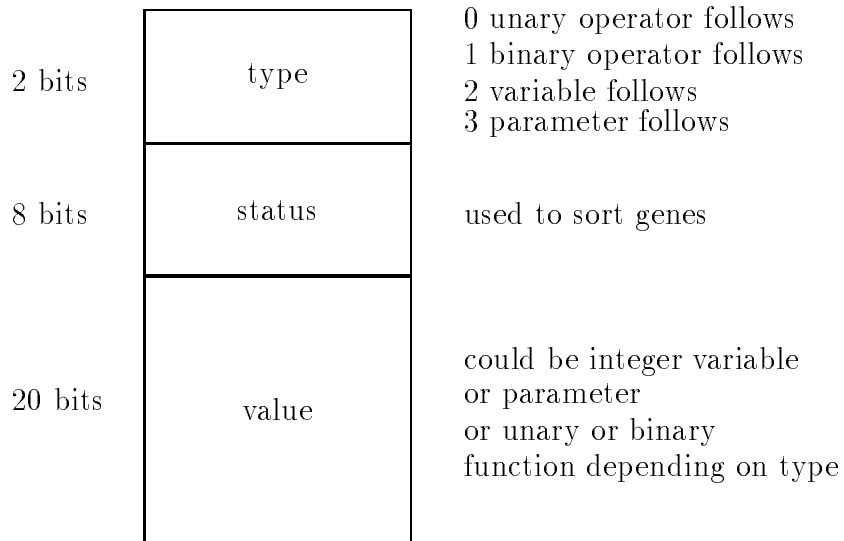 2 bits
type
0 unary operator follows
1 binary operator follows
2 variable follows
3 parameter follows
8 bits
status
used to sort genes
20 bits
value
could be integer variable
or parameter
or unary or binary
function depending on type